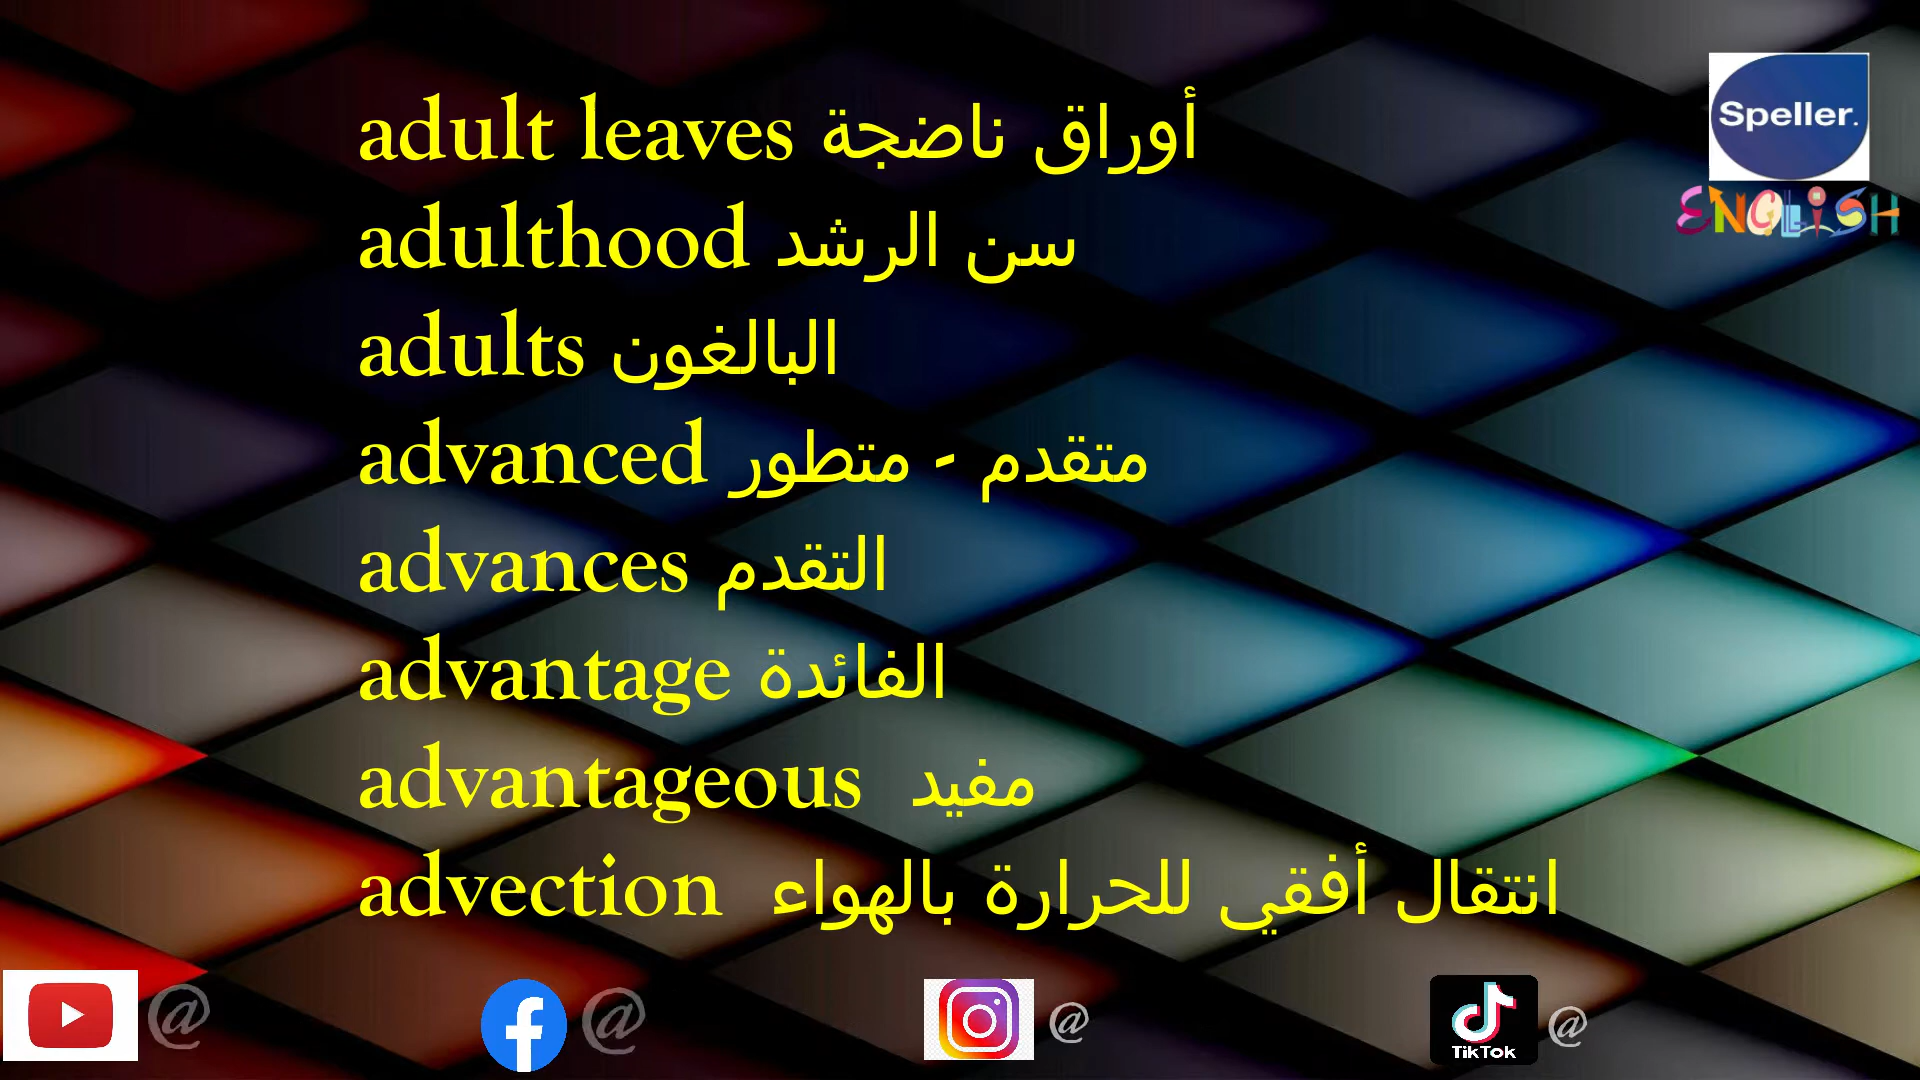 Speller.
ENGLISH
adult leaves أوراق ناضجة
adulthood سن الرشد
adults البالغون
advanced متقدم - متطور
advances التقدم
advantage الفائدة
advantageous مفيد
advection انتقال أفقي للحرارة بالهواء
@
@
@
TikTok
@